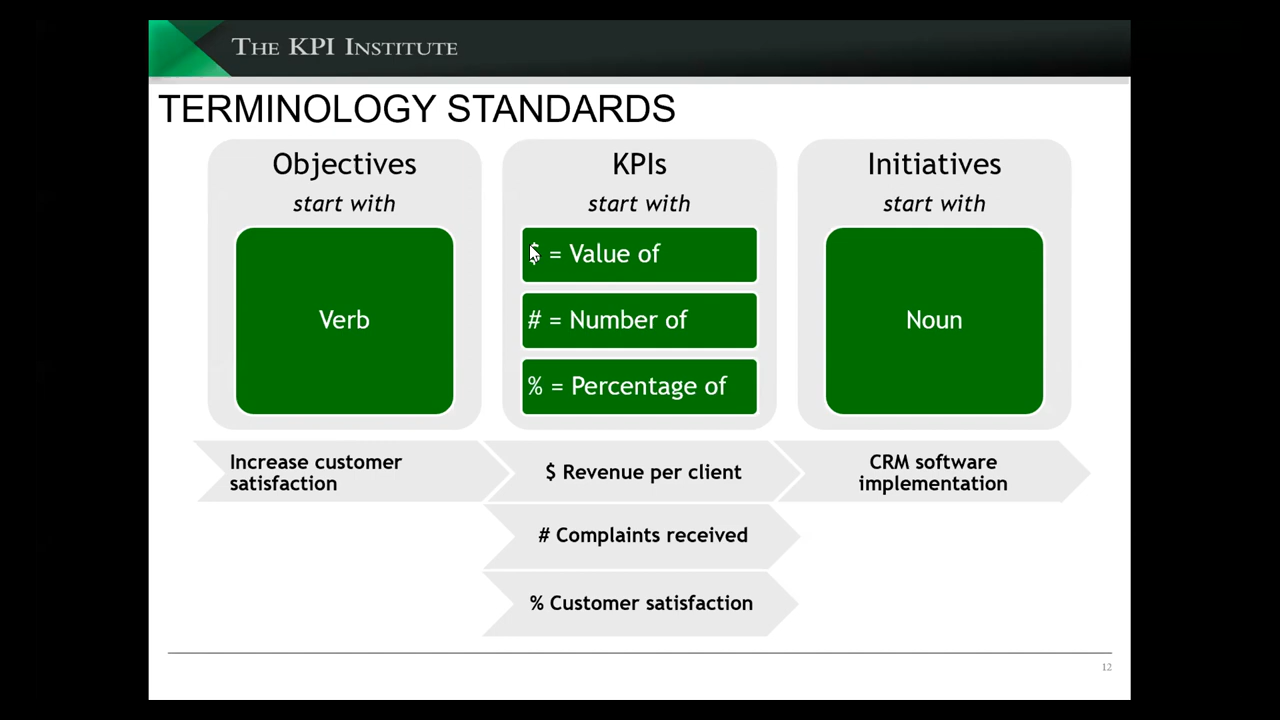 THE KPI INSTITUTE
TERMINOLOGY STANDARDS
Objectives
start with
Verb
KPIs
start with
$ = Value of
# = Number of
% = Percentage of
Initiatives
start with
Noun
Increase customer
satisfaction
$ Revenue per client
CRM software
implementation
# Complaints received
% Customer satisfaction
12